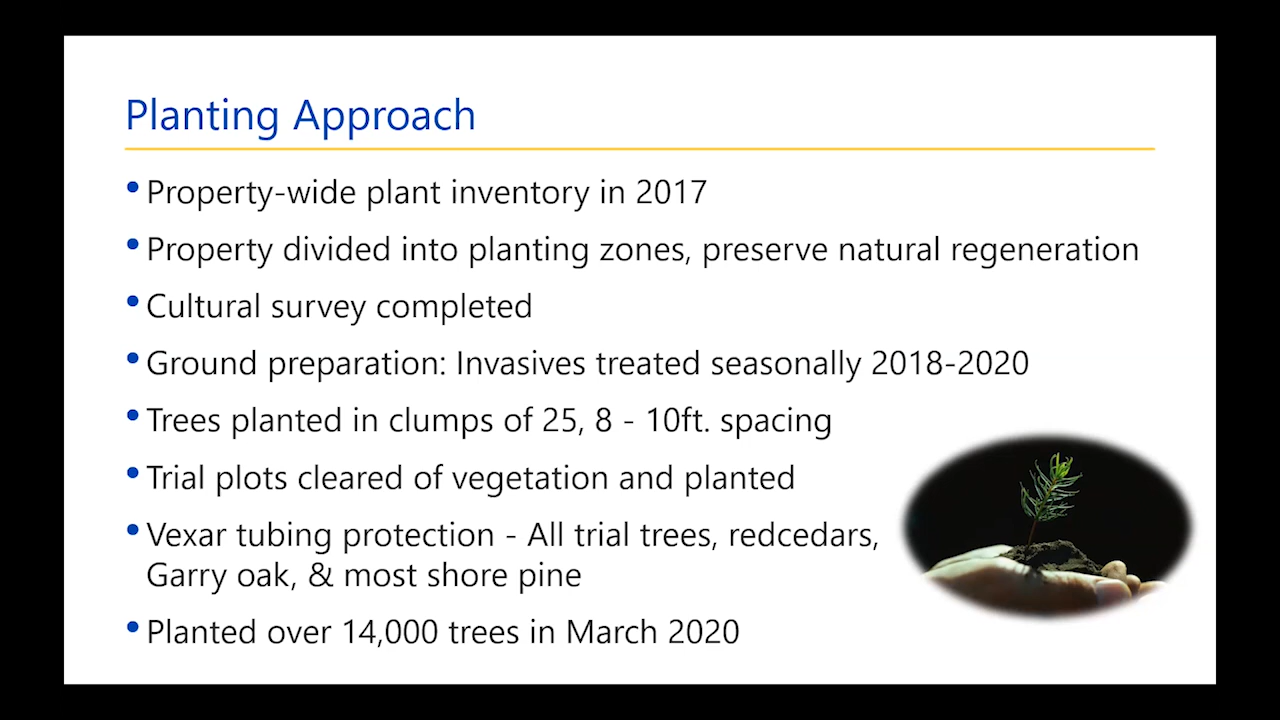 Planting Approach
• Property-wide plant inventory in 2017
• Property divided into planting zones, preserve natural regeneration
• Cultural survey completed
• Ground preparation: Invasives treated seasonally 2018-2020
• Trees planted in clumps of 25, 8 - 10ft. spacing
• Trial plots cleared of vegetation and planted
• Vexar tubing protection - All trial trees, redcedars,
Garry oak, & most shore pine
• Planted over 14,000 trees in March 2020